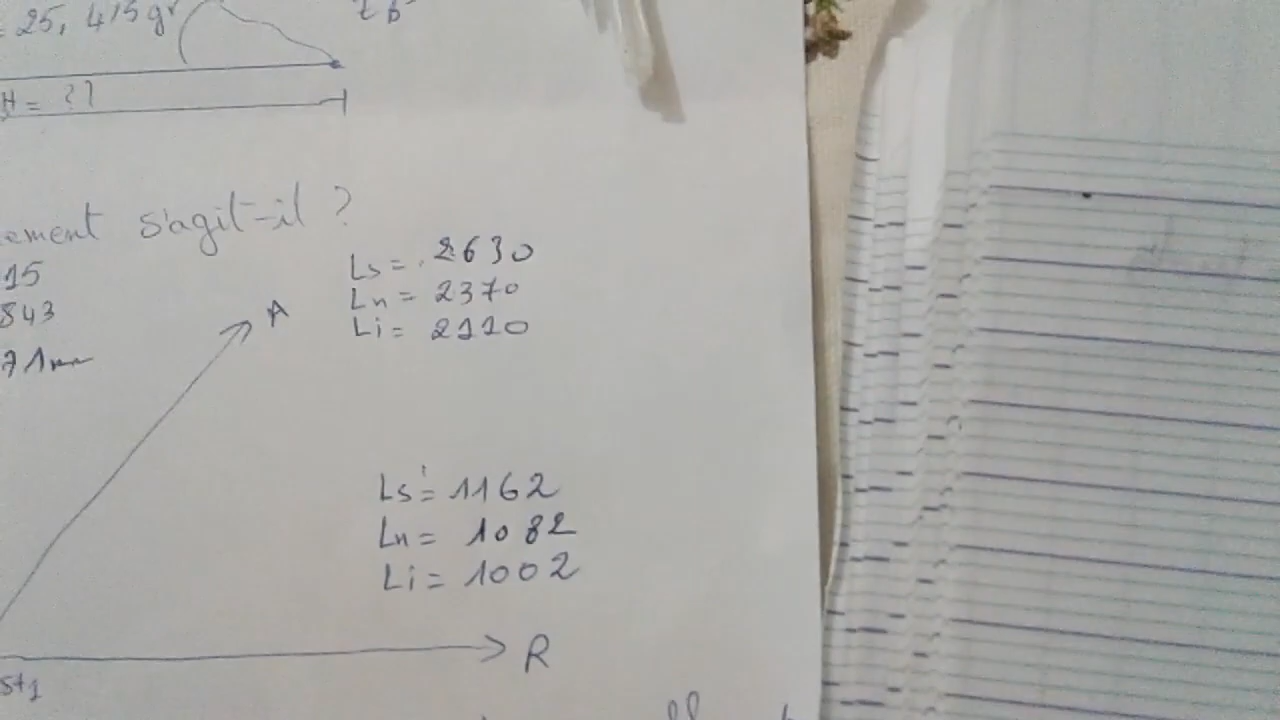 = 25, 415 gr
H = ??
ement s'agit-il ?
15
843
71mm
A
Ls = 2630
Ln = 2370
Li = 2110
Ls = 1162
Ln = 1082
Li = 1002
R
St1